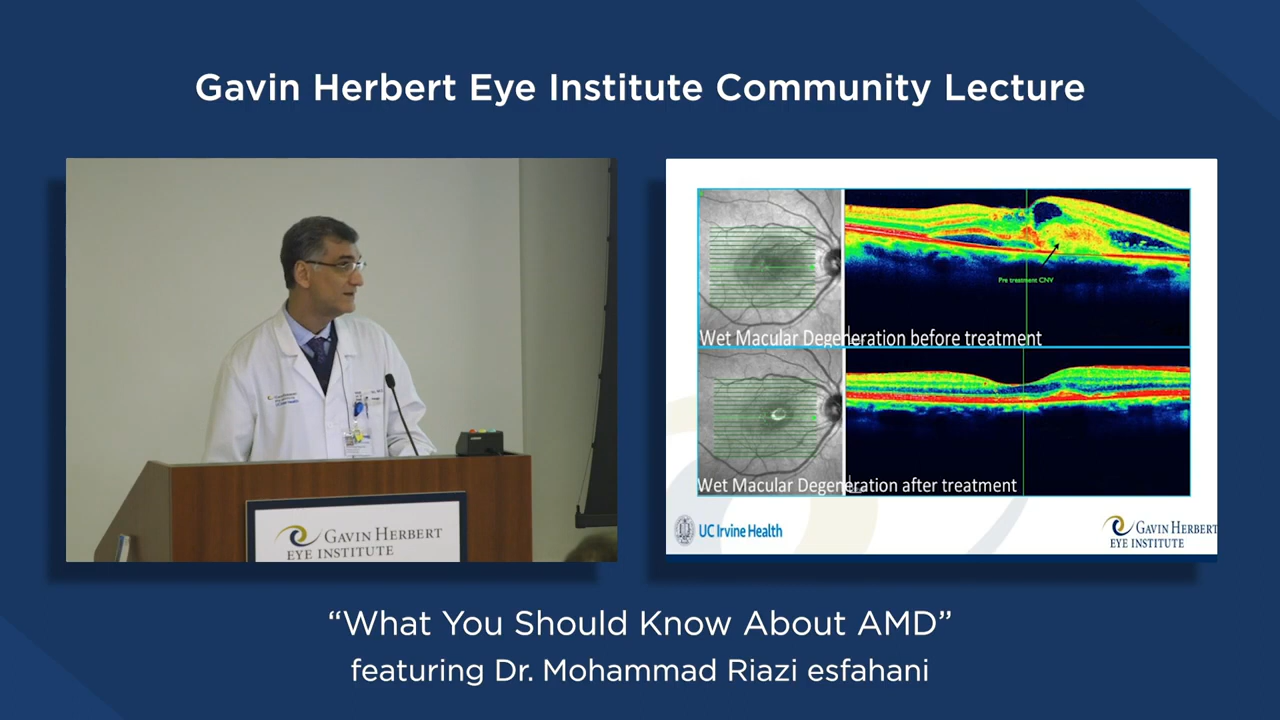 Gavin Herbert Eye Institute Community Lecture
GAVIN HERBERT
EYE INSTITUTE
Pre treatment CNV
Wet Macular Degeneration before treatment
Wet Macular Degeneration after treatment
UC Irvine Health
GAVIN HERBERT
EYE INSTITUTE
“What You Should Know About AMD”
featuring Dr. Mohammad Riazi esfahani